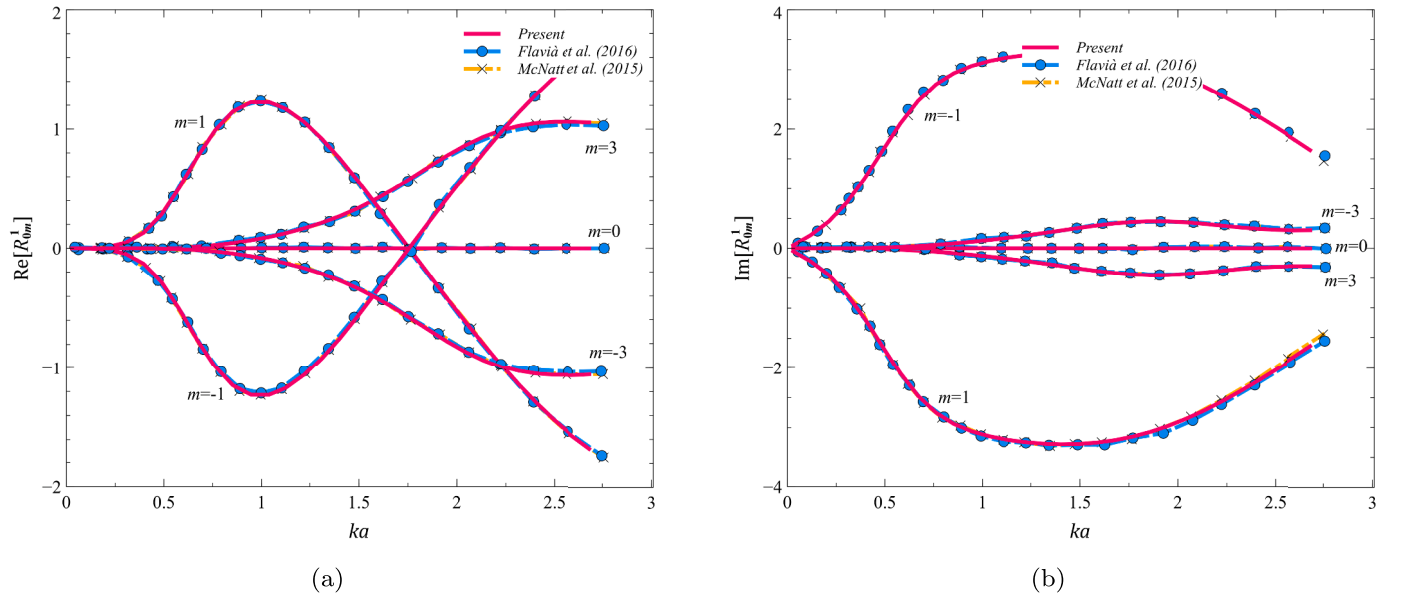 2
1
0
−1
−2
0
0.5
1
1.5
2
2.5
3
Re[R¹₀ₘ]
ka
Present
Flavià et al. (2016)
McNatt et al. (2015)
m=1
m=3
m=0
m=-3
m=-1
(a)
4
2
0
−2
−4
0
0.5
1
1.5
2
2.5
3
Im[R¹₀ₘ]
ka
Present
Flavià et al. (2016)
McNatt et al. (2015)
m=-1
m=-3
m=0
m=3
m=1
(b)